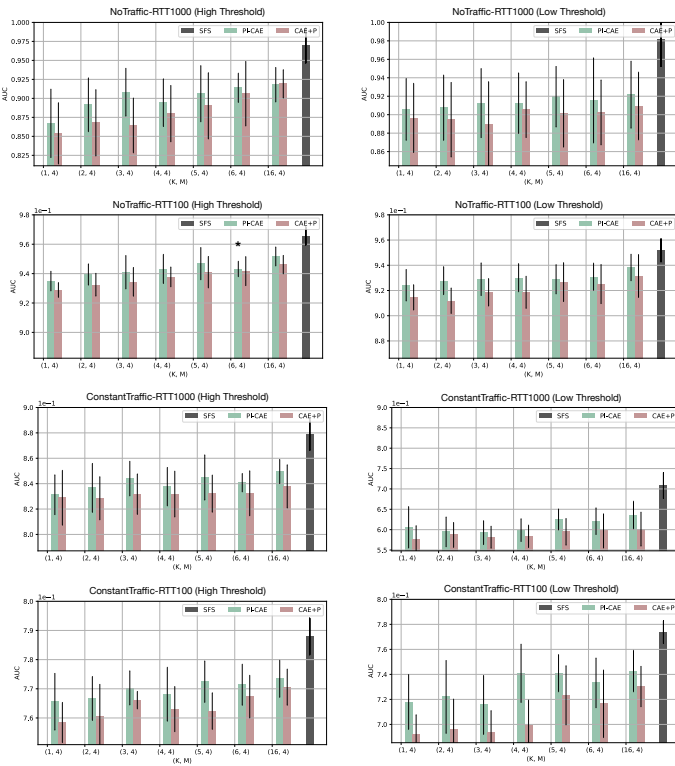 NoTraffic-RTT1000 (High Threshold)
1.000
0.975
0.950
0.925
0.900
0.875
0.850
0.825
AUC
SFS PI-CAE CAE+P
(1, 4) (2, 4) (3, 4) (4, 4) (5, 4) (6, 4) (16, 4)
(K, M)
NoTraffic-RTT1000 (Low Threshold)
1.00
0.98
0.96
0.94
0.92
0.90
0.88
0.86
AUC
SFS PI-CAE CAE+P
(1, 4) (2, 4) (3, 4) (4, 4) (5, 4) (6, 4) (16, 4)
(K, M)
NoTraffic-RTT100 (High Threshold)
1e−1
9.8
9.6
9.4
9.2
9.0
AUC
SFS PI-CAE CAE+P
*
(1, 4) (2, 4) (3, 4) (4, 4) (5, 4) (6, 4) (16, 4)
(K, M)
NoTraffic-RTT100 (Low Threshold)
1e−1
9.8
9.6
9.4
9.2
9.0
8.8
AUC
SFS PI-CAE CAE+P
(1, 4) (2, 4) (3, 4) (4, 4) (5, 4) (6, 4) (16, 4)
(K, M)
ConstantTraffic-RTT1000 (High Threshold)
1e−1
9.0
8.8
8.6
8.4
8.2
8.0
AUC
SFS PI-CAE CAE+P
(1, 4) (2, 4) (3, 4) (4, 4) (5, 4) (6, 4) (16, 4)
(K, M)
ConstantTraffic-RTT1000 (Low Threshold)
1e−1
9.0
8.5
8.0
7.5
7.0
6.5
6.0
5.5
AUC
SFS PI-CAE CAE+P
(1, 4) (2, 4) (3, 4) (4, 4) (5, 4) (6, 4) (16, 4)
(K, M)
ConstantTraffic-RTT100 (High Threshold)
7.8e−1
7.9
7.8
7.7
7.6
AUC
SFS PI-CAE CAE+P
(1, 4) (2, 4) (3, 4) (4, 4) (5, 4) (6, 4) (16, 4)
(K, M)
ConstantTraffic-RTT100 (Low Threshold)
7.8e−1
7.6
7.4
7.2
7.0
AUC
SFS PI-CAE CAE+P
(1, 4) (2, 4) (3, 4) (4, 4) (5, 4) (6, 4) (16, 4)
(K, M)